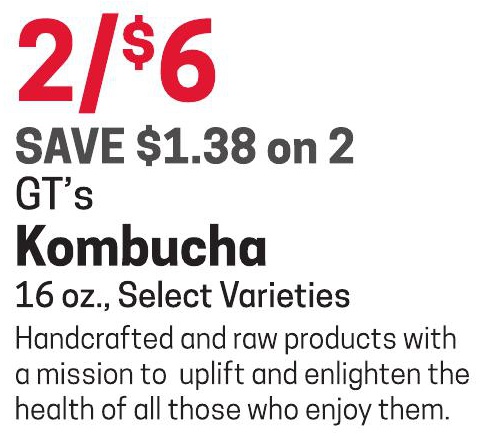 2/$6
SAVE $1.38 on 2
GT's
Kombucha
16 oz., Select Varieties
Handcrafted and raw products with
a mission to uplift and enlighten the
health of all those who enjoy them.